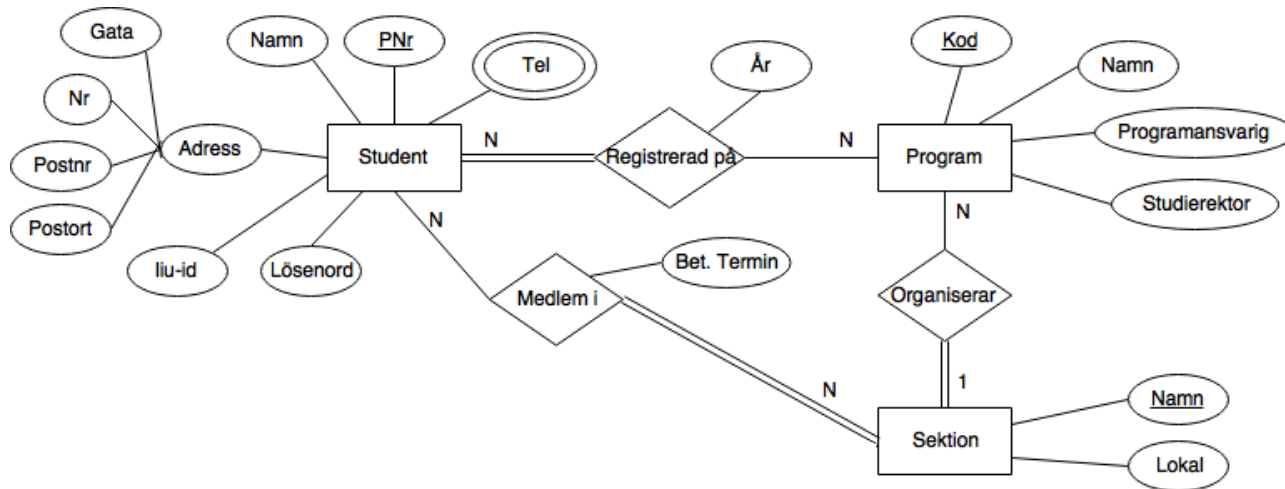 Gata
Namn
PNr
Tel
År
Kod
Namn
Nr
Programansvarig
Postnr
Adress
Student
N
Registrerad på
N
Program
Postort
N
N
Studierektor
liu-id
Lösenord
Bet. Termin
Medlem i
Organiserar
N
1
Namn
Sektion
Lokal